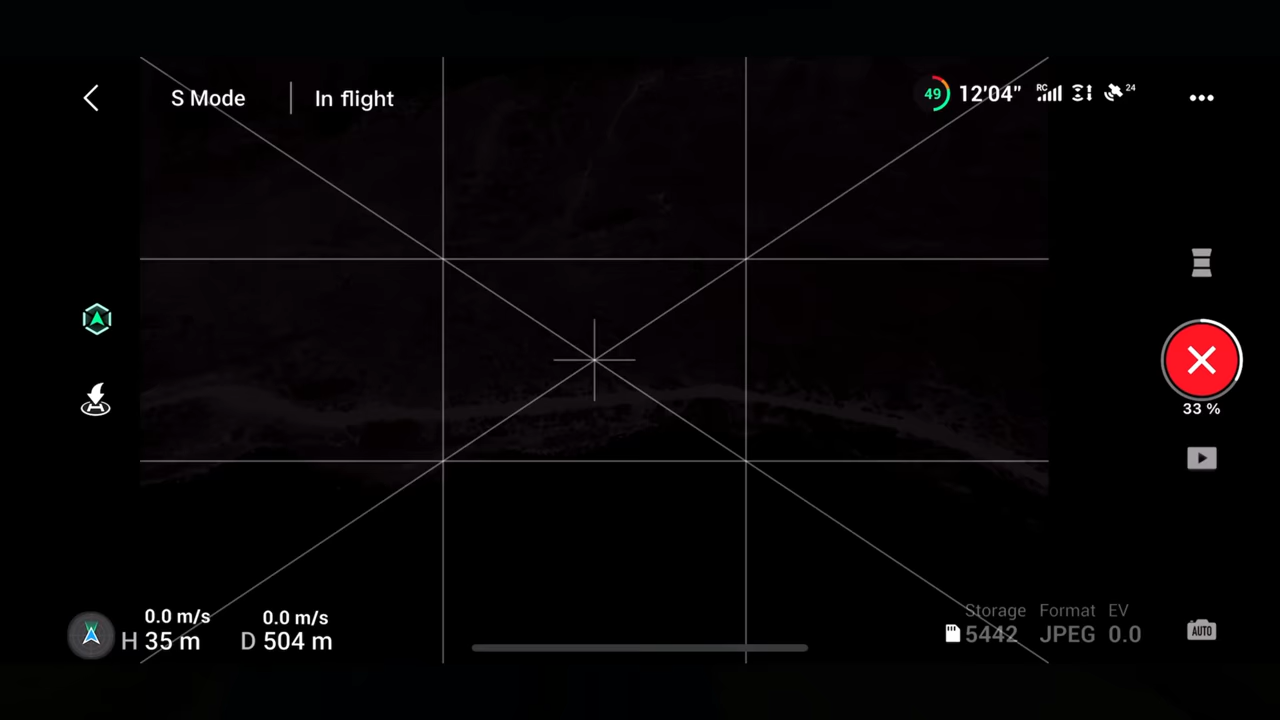 S Mode
In flight
49
12'04"
RC
24
33 %
0.0 m/s
0.0 m/s
H 35 m
D 504 m
Storage Format EV
5442 JPEG 0.0
AUTO